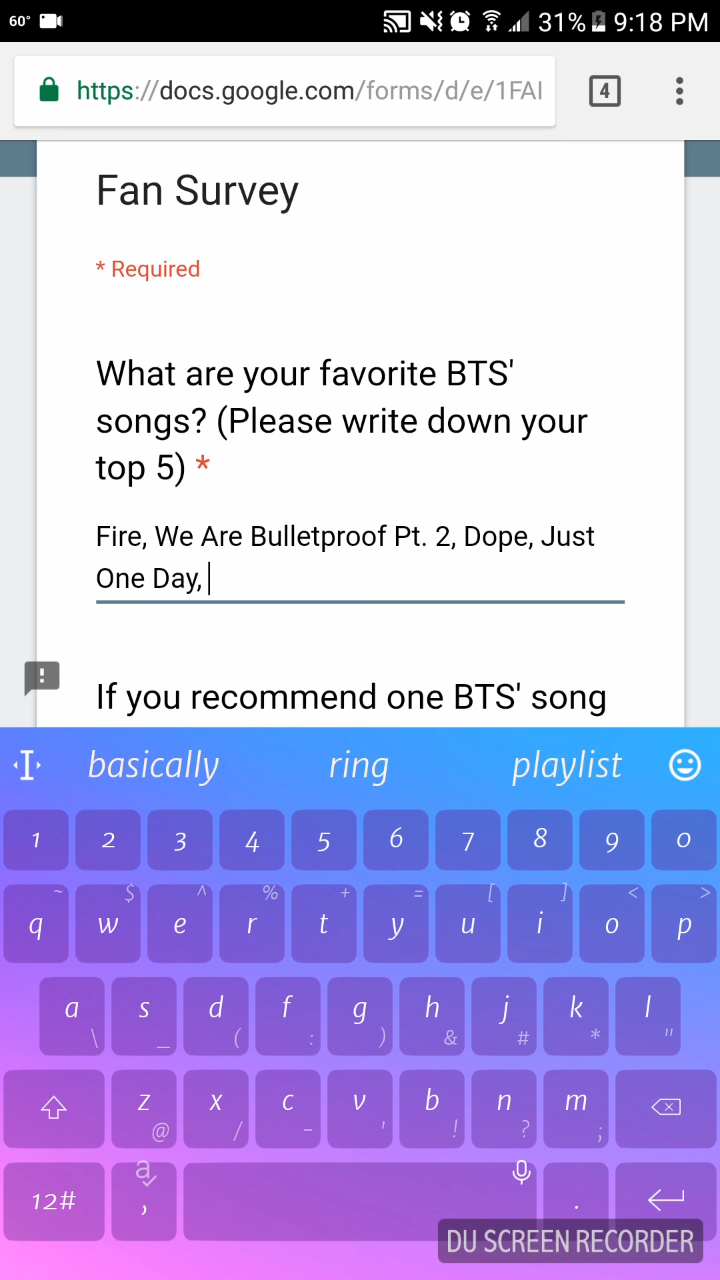 60° 31% 9:18 PM
https://docs.google.com/forms/d/e/1FAI 4
Fan Survey
* Required
What are your favorite BTS'
songs? (Please write down your
top 5) *
Fire, We Are Bulletproof Pt. 2, Dope, Just
One Day,
!
If you recommend one BTS' song
basically ring playlist
1 2 3 4 5 6 7 8 9 0
~ $ ^ % + = [ ] < >
q w e r t y u i o p
a s d f g h j k l
\ _ ( : ) & # * "
z x c v b n m
@ / - ' ! ? ;
a
12# , .
DU SCREEN RECORDER